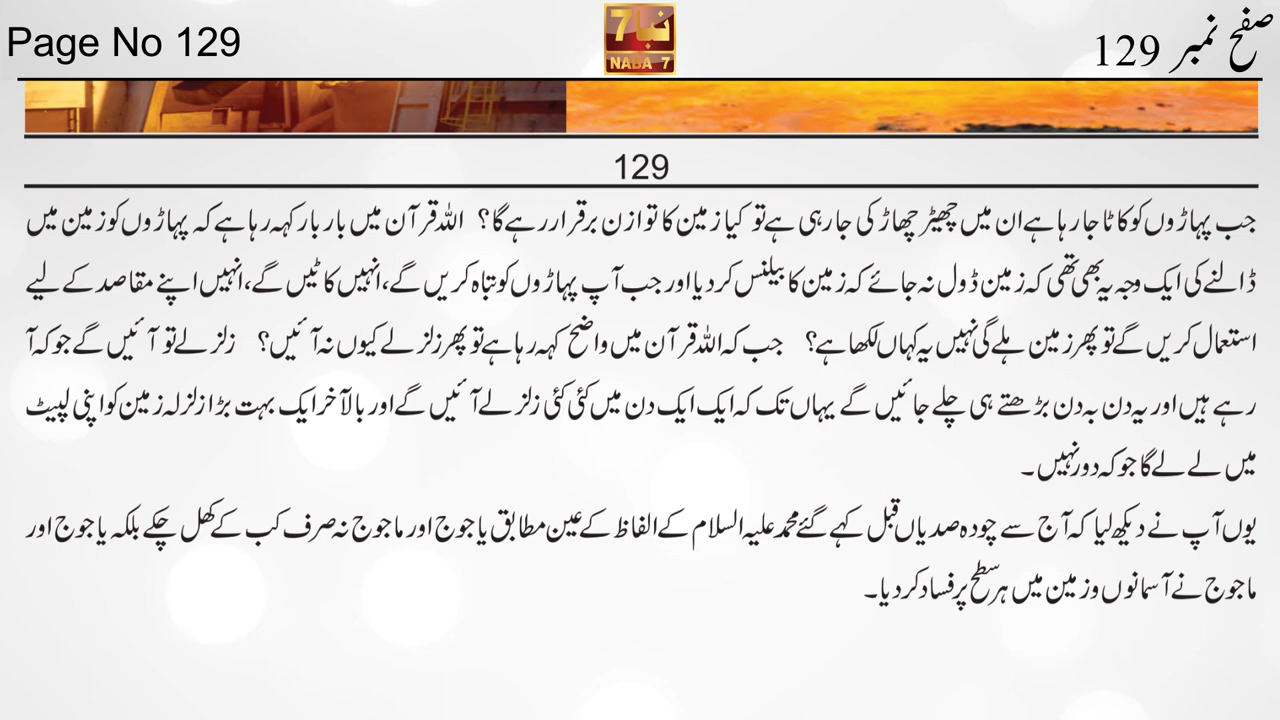 Page No 129
نبا 7
NABA 7
صفح نمبر 129
129
جب پہاڑوں کو کاٹا جا رہا ہے ان میں چھیڑ چھاڑ کی جا رہی ہے تو کیا زمین کا توازن برقرار رہے گا؟ اللہ قرآن میں بار بار کہہ رہا ہے کہ پہاڑوں کو زمین میں
ڈالنے کی ایک وجہ یہ بھی تھی کہ زمین ڈول نہ جائے کہ زمین کا بیلنس کر دیا اور جب آپ پہاڑوں کو تباہ کریں گے، انہیں کاٹیں گے، انہیں اپنے مقاصد کے لیے
استعمال کریں گے تو پھر زمین ہلے گی نہیں یہ کہاں لکھا ہے؟ جب کہ اللہ قرآن میں واضح کہہ رہا ہے تو پھر زلزلے کیوں نہ آئیں؟ زلزلے تو آئیں گے جو کہ آ
رہے ہیں اور یہ دن بہ دن بڑھتے ہی چلے جائیں گے یہاں تک کہ ایک ایک دن میں کئی کئی زلزلے آئیں گے اور بالآخر ایک بہت بڑا زلزلہ زمین کو اپنی لپیٹ
میں لے لے گا جو کہ دور نہیں۔
یوں آپ نے دیکھ لیا کہ آج سے چودہ صدیاں قبل کہے گئے محمد علیہ السلام کے الفاظ کے عین مطابق یاجوج اور ماجوج نہ صرف کب کے کھل چکے بلکہ یاجوج اور
ماجوج نے آسمانوں و زمین میں ہر سطح پر فساد کر دیا۔